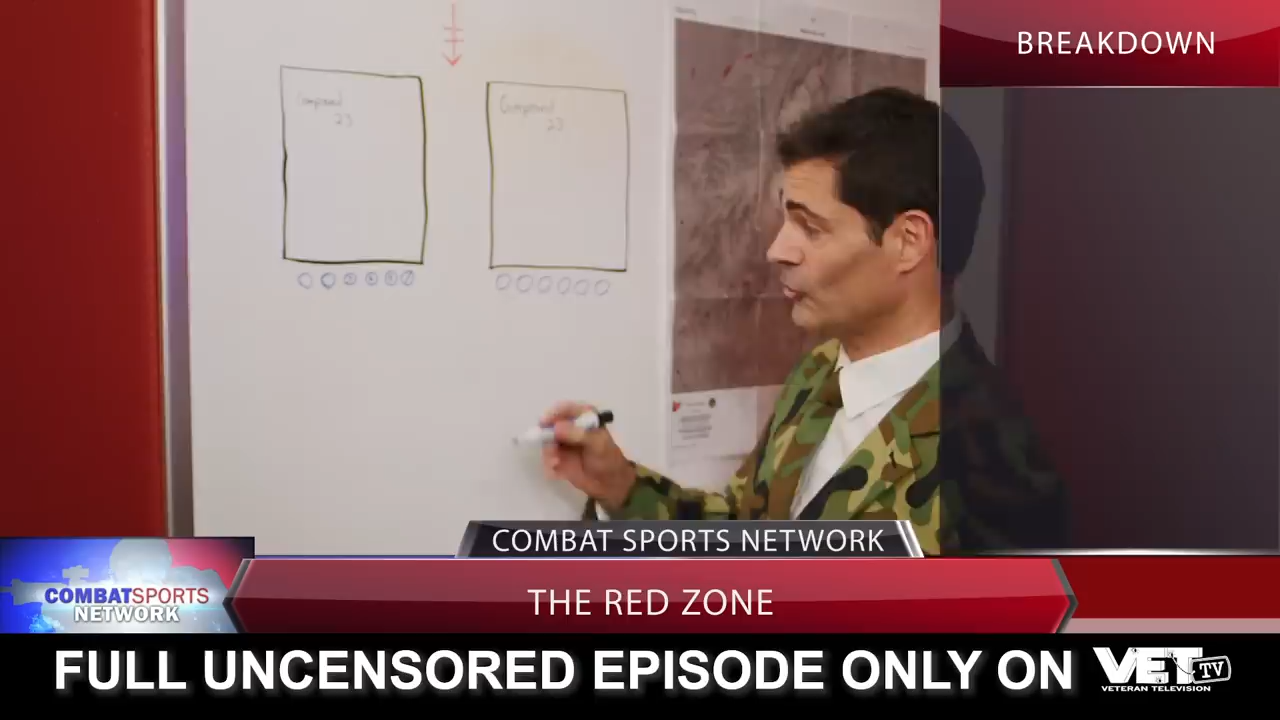 BREAKDOWN
Compound
23
Compound
23
COMBAT SPORTS NETWORK
COMBATSPORTS
NETWORK
THE RED ZONE
FULL UNCENSORED EPISODE ONLY ON VET TV
VETERAN TELEVISION